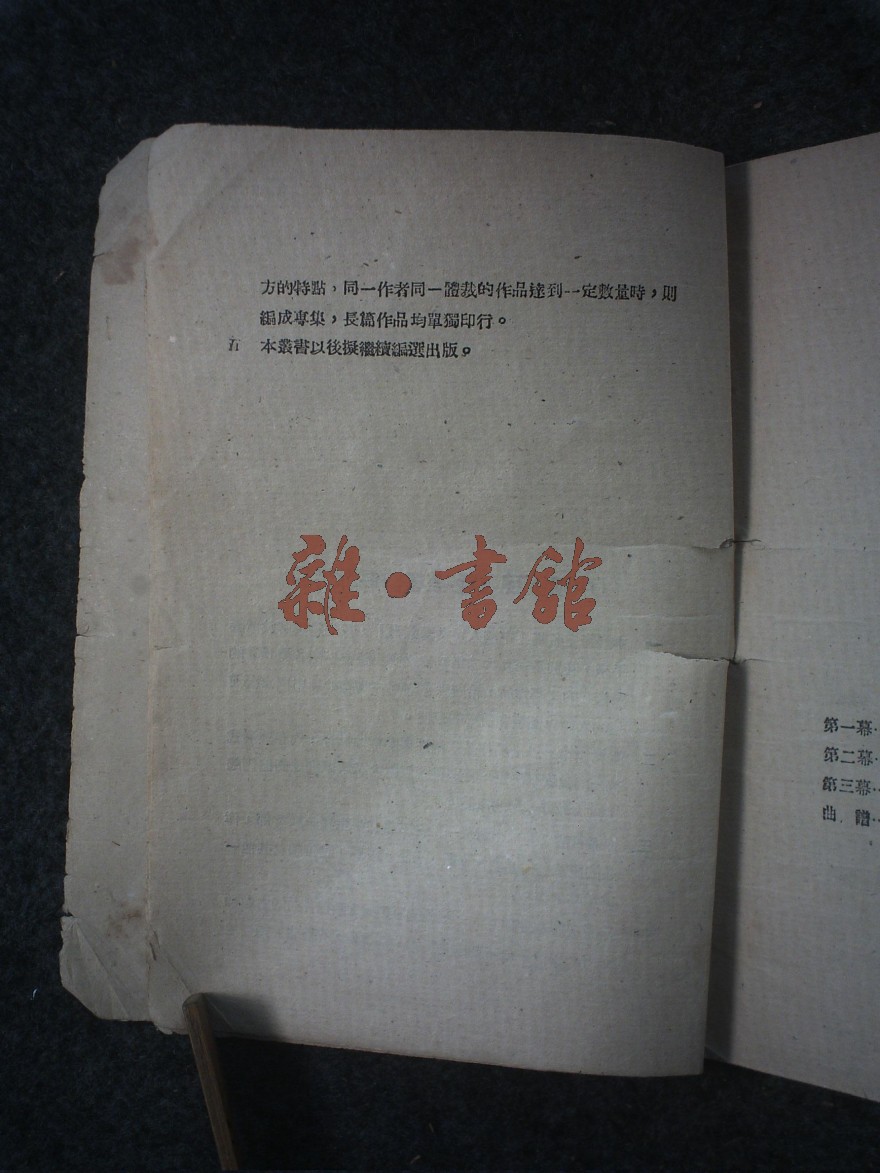 方的特點，同一作者同一體裁的作品達到一定數量時，則
編成專集，長篇作品均單獨印行。
五 本叢書以後擬繼續編選出版。
雜·書館
第一幕
第二幕
第三幕
曲 譜